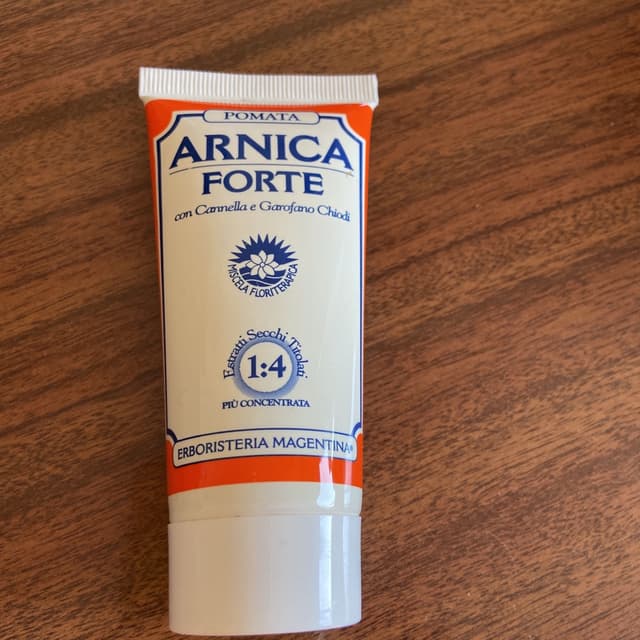 POMATA
ARNICA
FORTE
con Cannella e Garofano Chiodi
MISCELA FLORITERAPICA
Estratti Secchi Titolati
1:4
PIÙ CONCENTRATA
ERBORISTERIA MAGENTINA®